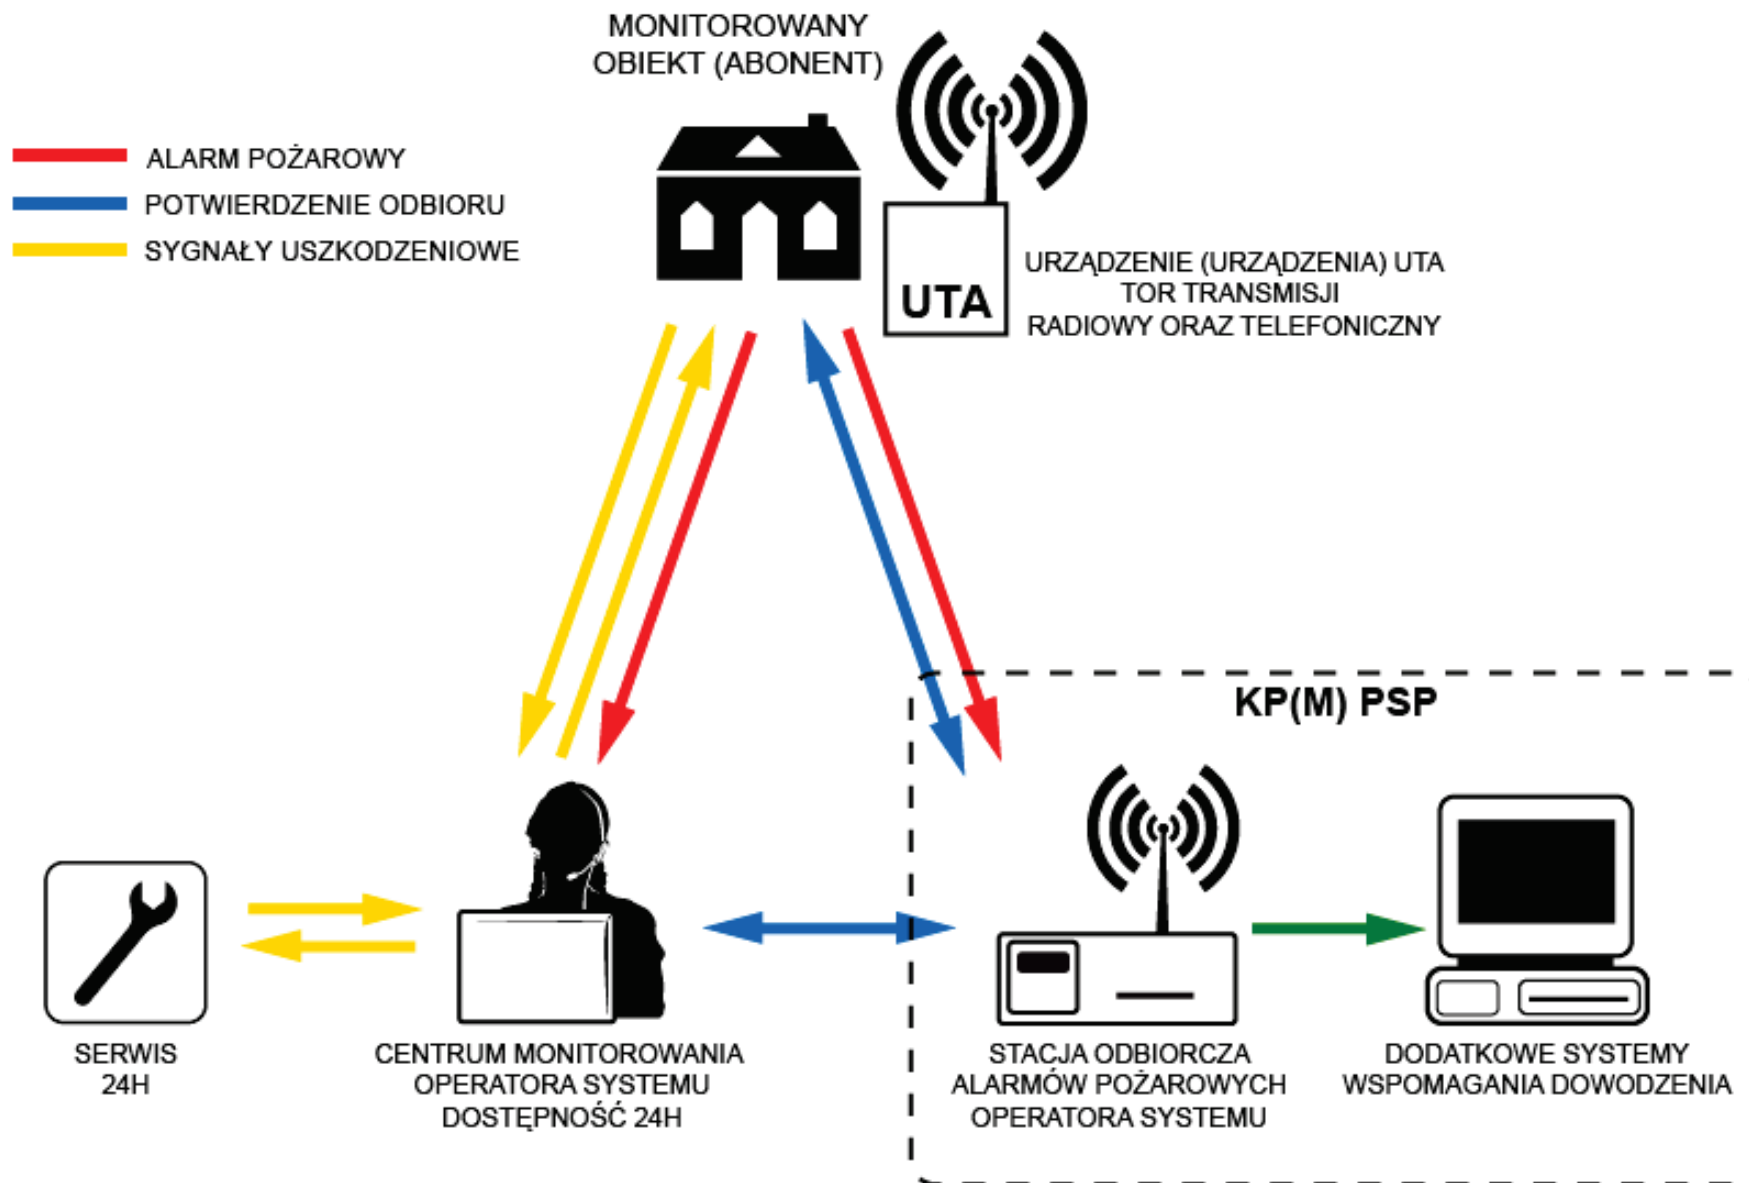 MONITOROWANY
OBIEKT (ABONENT)
ALARM POŻAROWY
POTWIERDZENIE ODBIORU
SYGNAŁY USZKODZENIOWE
UTA
URZĄDZENIE (URZĄDZENIA) UTA
TOR TRANSMISJI
RADIOWY ORAZ TELEFONICZNY
KP(M) PSP
SERWIS
24H
CENTRUM MONITOROWANIA
OPERATORA SYSTEMU
DOSTĘPNOŚĆ 24H
STACJA ODBIORCZA
ALARMÓW POŻAROWYCH
OPERATORA SYSTEMU
DODATKOWE SYSTEMY
WSPOMAGANIA DOWODZENIA